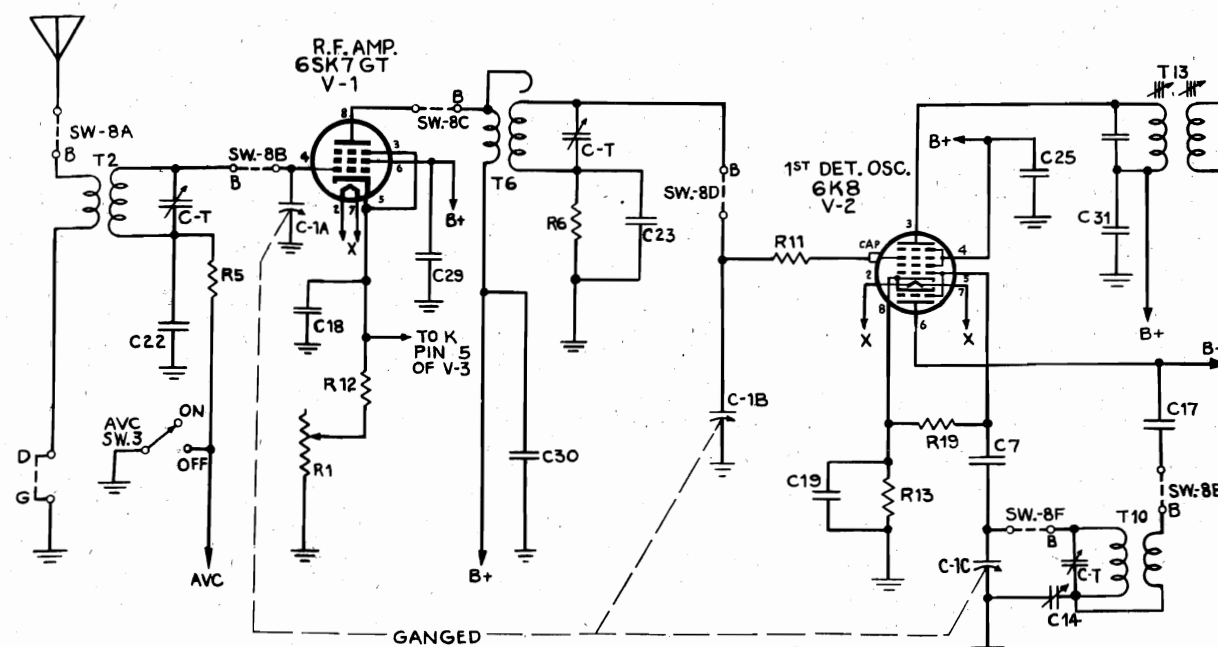 R.F. AMP.
6SK7 GT
V-1
8
SW-8A
B
T2
SW.-8B
B
4
3
6
5
2
7
X
C-T
C-1A
R5
C22
C18
C29
B+
TO K
PIN 5
OF V-3
R12
R1
AVC
SW.3
ON
OFF
D
G
AVC
B
SW.-8C
T6
C-T
R6
C23
C30
B+
B
SW.-8D
C-1B
R11
1ST DET. OSC.
6K8
V-2
CAP
3
4
2
5
7
8
6
X
X
B+
C25
T13
C31
B+
B+
C17
R19
C7
C19
R13
SW.-8E
B
SW.-8F
B
T10
C-1C
C-T
C14
GANGED